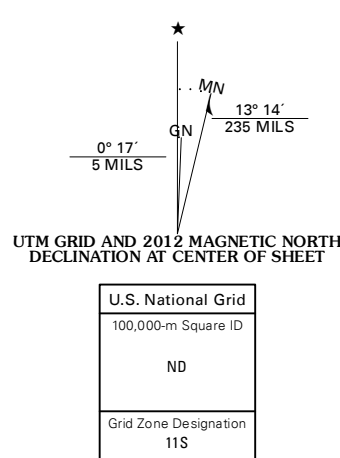 ★
MN
GN
13° 14´
235 MILS
0° 17´
5 MILS
UTM GRID AND 2012 MAGNETIC NORTH
DECLINATION AT CENTER OF SHEET
U.S. National Grid
100,000-m Square ID
ND
Grid Zone Designation
11S